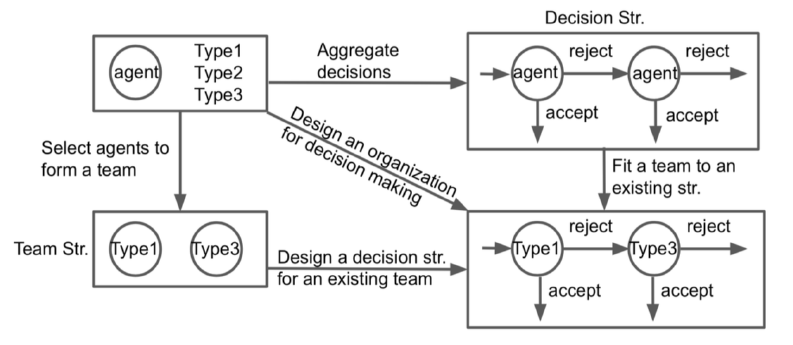 Decision Str.
agent
Type1
Type2
Type3
Aggregate
decisions
agent
reject
agent
reject
accept
accept
Select agents to
form a team
Design an organization
for decision making
Fit a team to an
existing str.
Team Str.
Type1
Type3
Design a decision str.
for an existing team
Type1
reject
Type3
reject
accept
accept